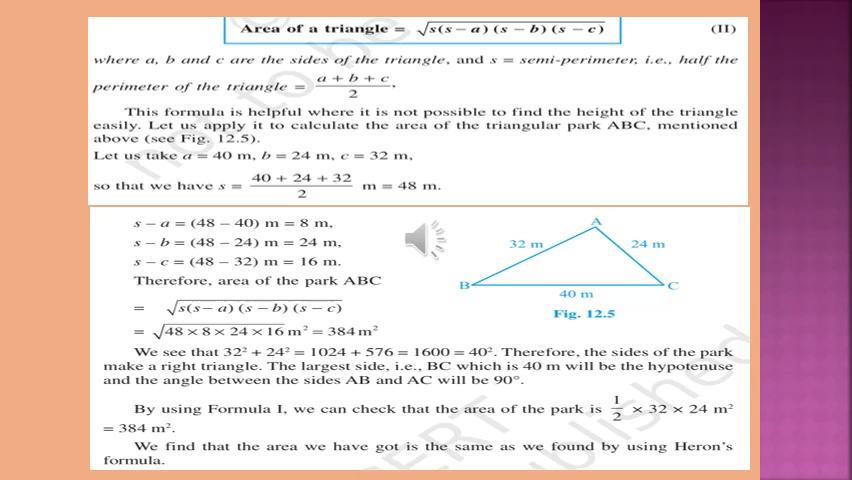 Area of a triangle = √s(s – a) (s – b) (s – c) (II)
where a, b and c are the sides of the triangle, and s = semi-perimeter, i.e., half the
perimeter of the triangle = (a + b + c)/2.
This formula is helpful where it is not possible to find the height of the triangle
easily. Let us apply it to calculate the area of the triangular park ABC, mentioned
above (see Fig. 12.5).
Let us take a = 40 m, b = 24 m, c = 32 m,
so that we have s = (40 + 24 + 32)/2 m = 48 m.
s – a = (48 – 40) m = 8 m,
s – b = (48 – 24) m = 24 m,
s – c = (48 – 32) m = 16 m.
Therefore, area of the park ABC
= √s(s – a) (s – b) (s – c)
= √48 × 8 × 24 × 16 m² = 384 m²
A
32 m 24 m
B C
40 m
Fig. 12.5
We see that 32² + 24² = 1024 + 576 = 1600 = 40². Therefore, the sides of the park
make a right triangle. The largest side, i.e., BC which is 40 m will be the hypotenuse
and the angle between the sides AB and AC will be 90°.
By using Formula I, we can check that the area of the park is 1/2 × 32 × 24 m²
= 384 m².
We find that the area we have got is the same as we found by using Heron's
formula.